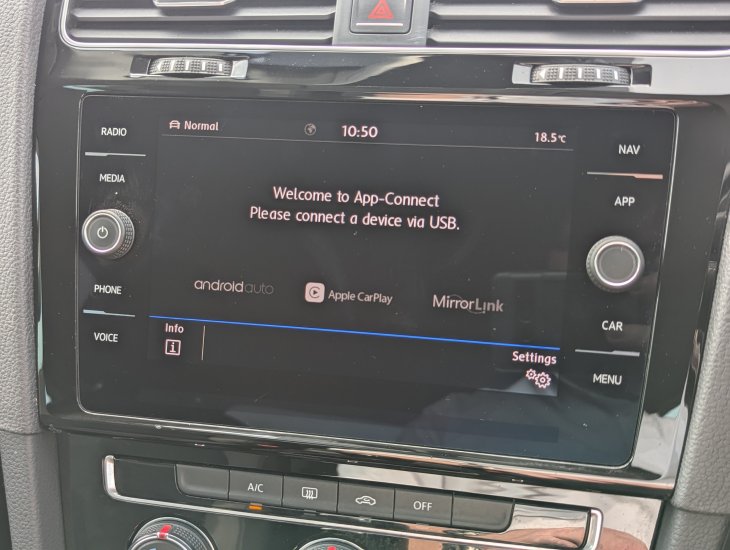 RADIO
Normal
10:50
18.5°C
NAV
MEDIA
Welcome to App-Connect
APP
Please connect a device via USB.
PHONE
androidauto
Apple CarPlay
MirrorLink
CAR
VOICE
Info
Settings
MENU
A/C
OFF